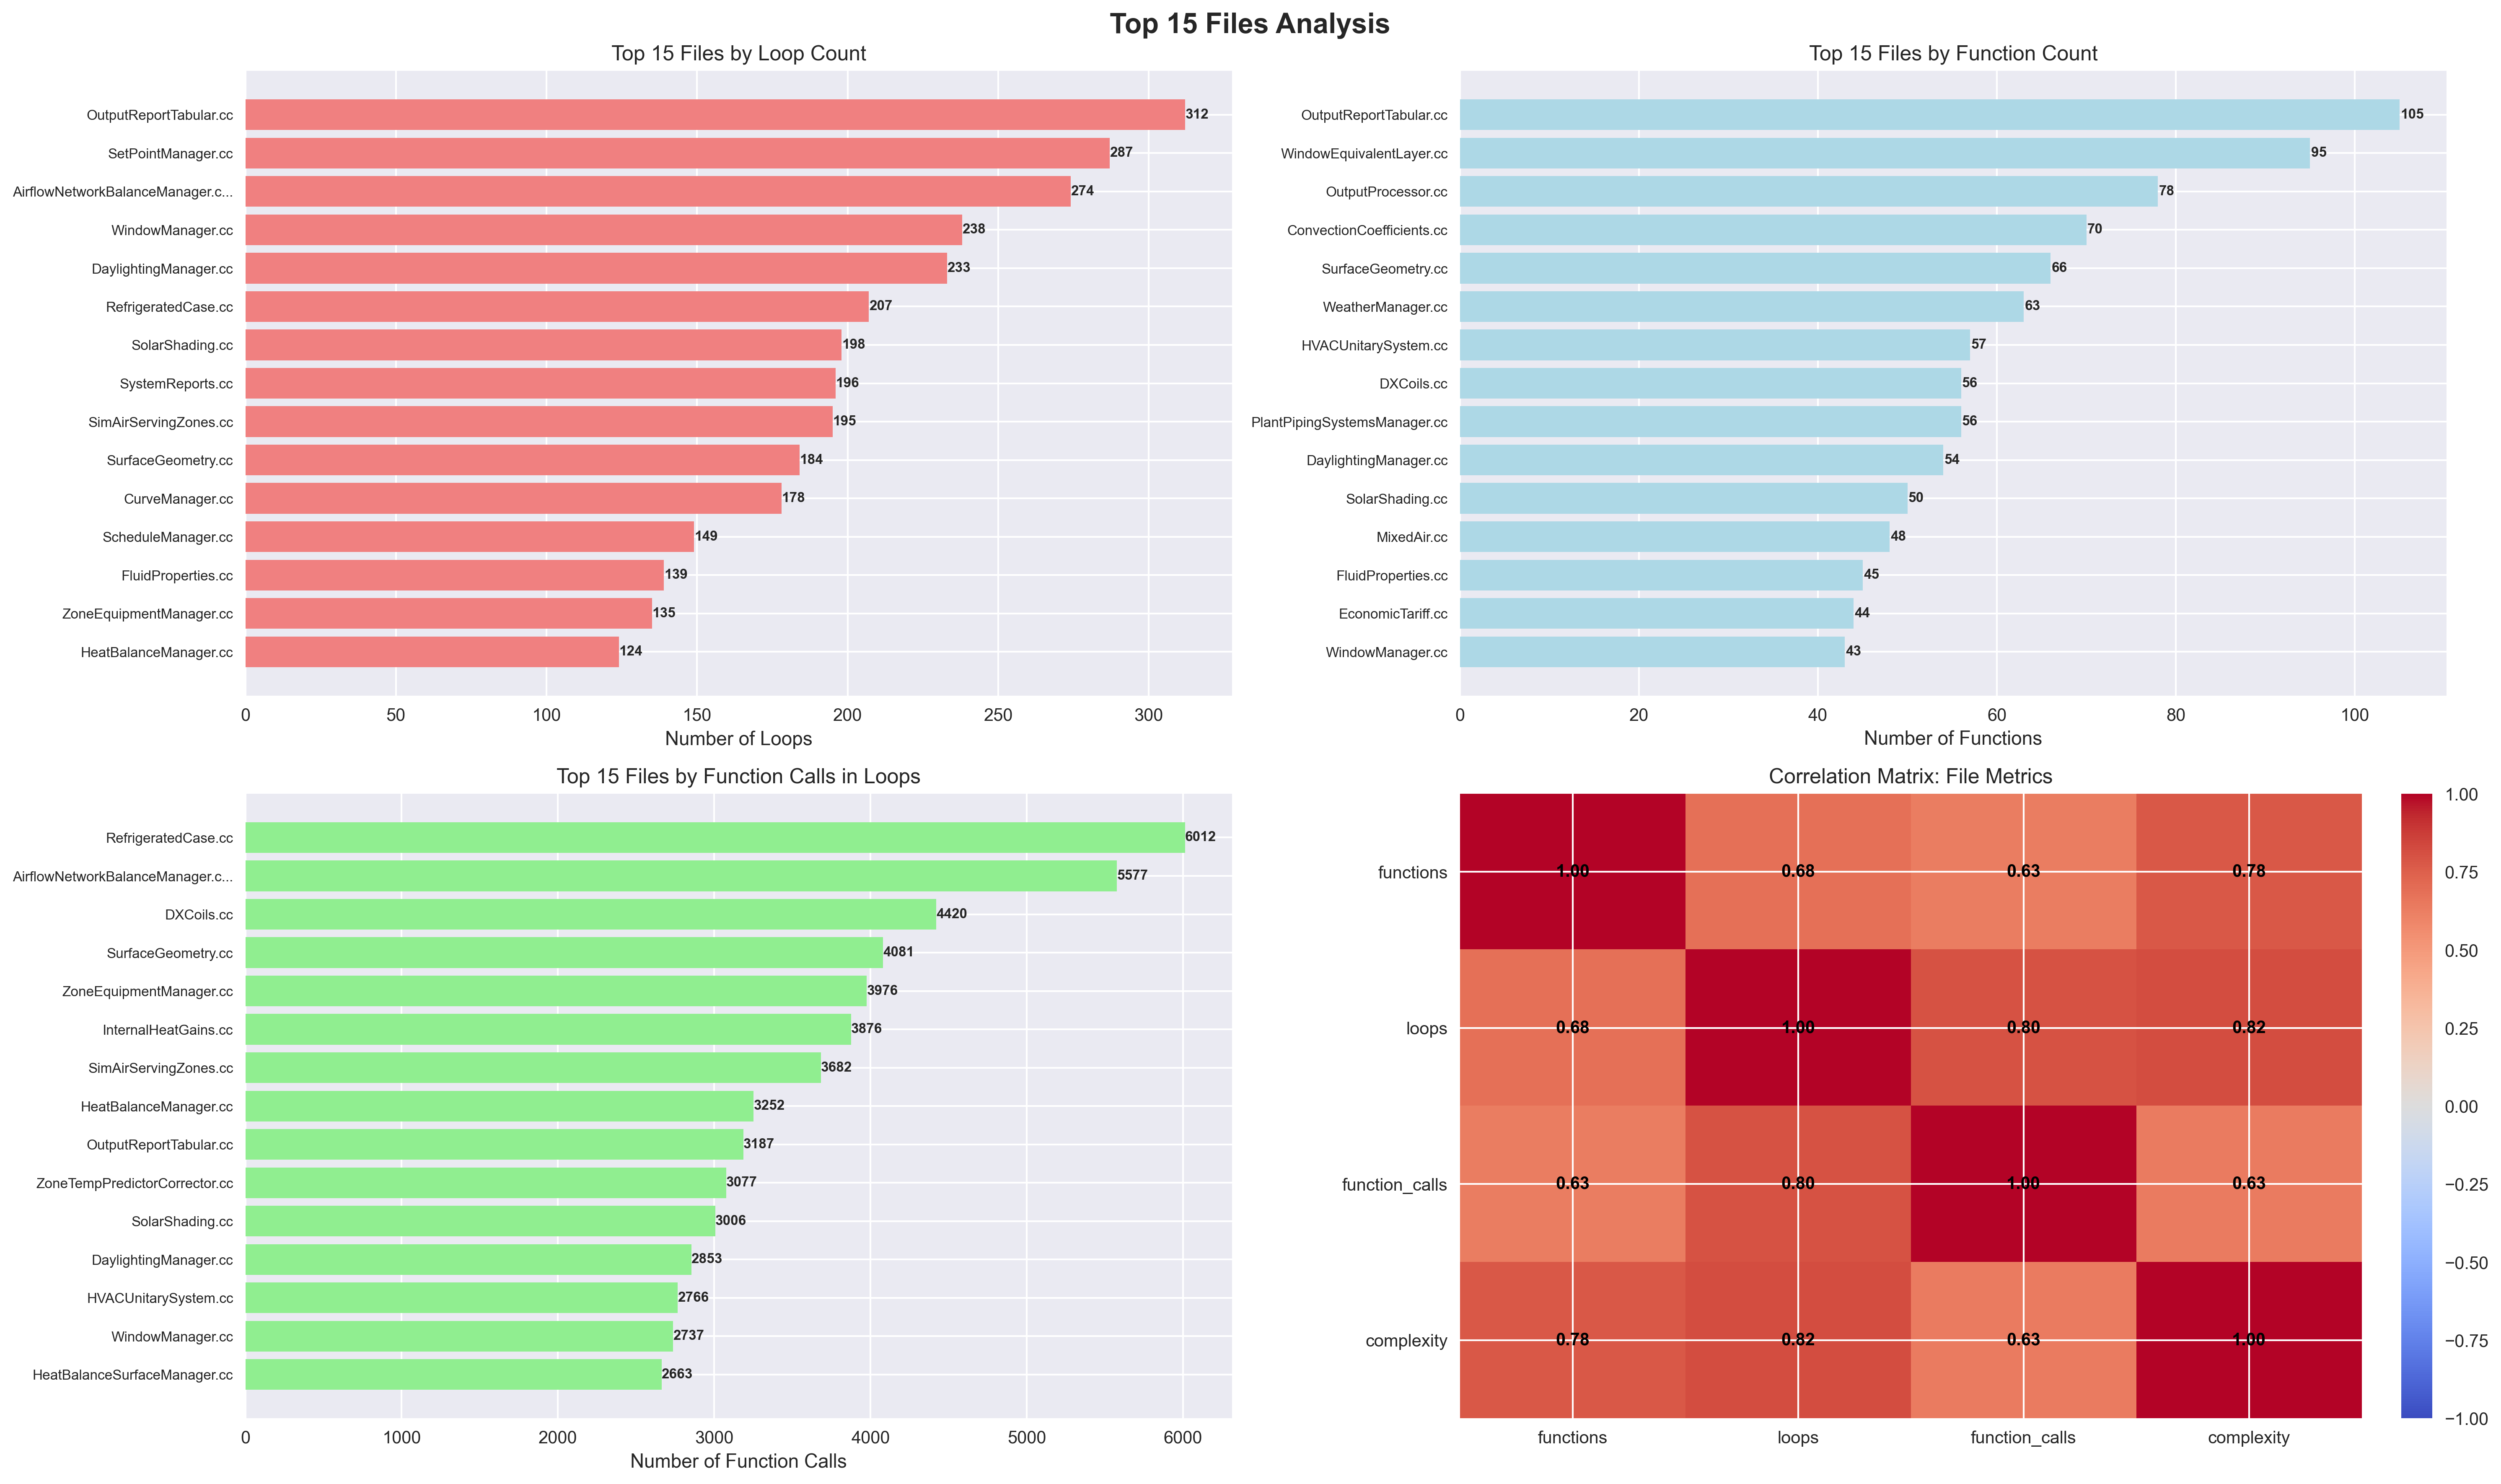 Top 15 Files Analysis
Top 15 Files by Loop Count
OutputReportTabular.cc 312
SetPointManager.cc 287
AirflowNetworkBalanceManager.c... 274
WindowManager.cc 238
DaylightingManager.cc 233
RefrigeratedCase.cc 207
SolarShading.cc 198
SystemReports.cc 196
SimAirServingZones.cc 195
SurfaceGeometry.cc 184
CurveManager.cc 178
ScheduleManager.cc 149
FluidProperties.cc 139
ZoneEquipmentManager.cc 135
HeatBalanceManager.cc 124
0 50 100 150 200 250 300
Number of Loops
Top 15 Files by Function Count
OutputReportTabular.cc 105
WindowEquivalentLayer.cc 95
OutputProcessor.cc 78
ConvectionCoefficients.cc 70
SurfaceGeometry.cc 66
WeatherManager.cc 63
HVACUnitarySystem.cc 57
DXCoils.cc 56
PlantPipingSystemsManager.cc 56
DaylightingManager.cc 54
SolarShading.cc 50
MixedAir.cc 48
FluidProperties.cc 45
EconomicTariff.cc 44
WindowManager.cc 43
0 20 40 60 80 100
Number of Functions
Top 15 Files by Function Calls in Loops
RefrigeratedCase.cc 6012
AirflowNetworkBalanceManager.c... 5577
DXCoils.cc 4420
SurfaceGeometry.cc 4081
ZoneEquipmentManager.cc 3976
InternalHeatGains.cc 3876
SimAirServingZones.cc 3682
HeatBalanceManager.cc 3252
OutputReportTabular.cc 3187
ZoneTempPredictorCorrector.cc 3077
SolarShading.cc 3006
DaylightingManager.cc 2853
HVACUnitarySystem.cc 2766
WindowManager.cc 2737
HeatBalanceSurfaceManager.cc 2663
0 1000 2000 3000 4000 5000 6000
Number of Function Calls
Correlation Matrix: File Metrics
functions 1.00 0.68 0.63 0.78
loops 0.68 1.00 0.80 0.82
function_calls 0.63 0.80 1.00 0.63
complexity 0.78 0.82 0.63 1.00
functions loops function_calls complexity
1.00
0.75
0.50
0.25
0.00
−0.25
−0.50
−0.75
−1.00